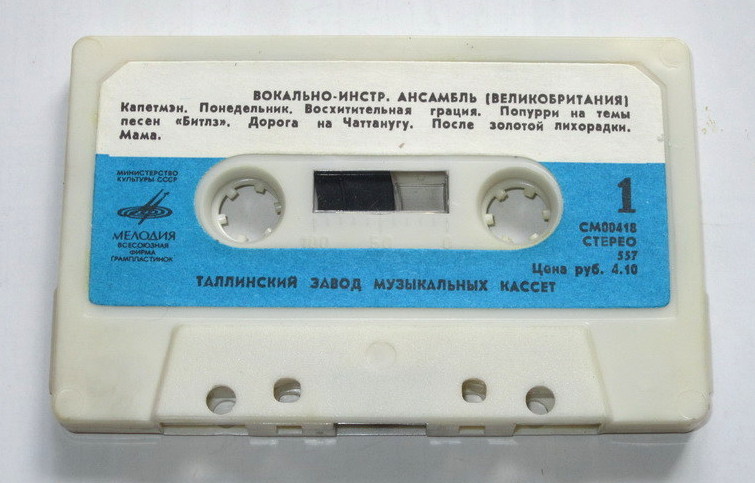 ВОКАЛЬНО-ИНСТР. АНСАМБЛЬ (ВЕЛИКОБРИТАНИЯ)
Капетмэн. Понедельник. Восхитительная грация. Попурри на темы
песен «Битлз». Дорога на Чаттанугу. После золотой лихорадки.
Мама.
МИНИСТЕРСТВО
КУЛЬТУРЫ СССР
МЕЛОДИЯ
ВСЕСОЮЗНАЯ
ФИРМА
ГРАМПЛАСТИНОК
1
СМ00418
СТЕРЕО
557
Цена руб. 4.10
ТАЛЛИНСКИЙ ЗАВОД МУЗЫКАЛЬНЫХ КАССЕТ